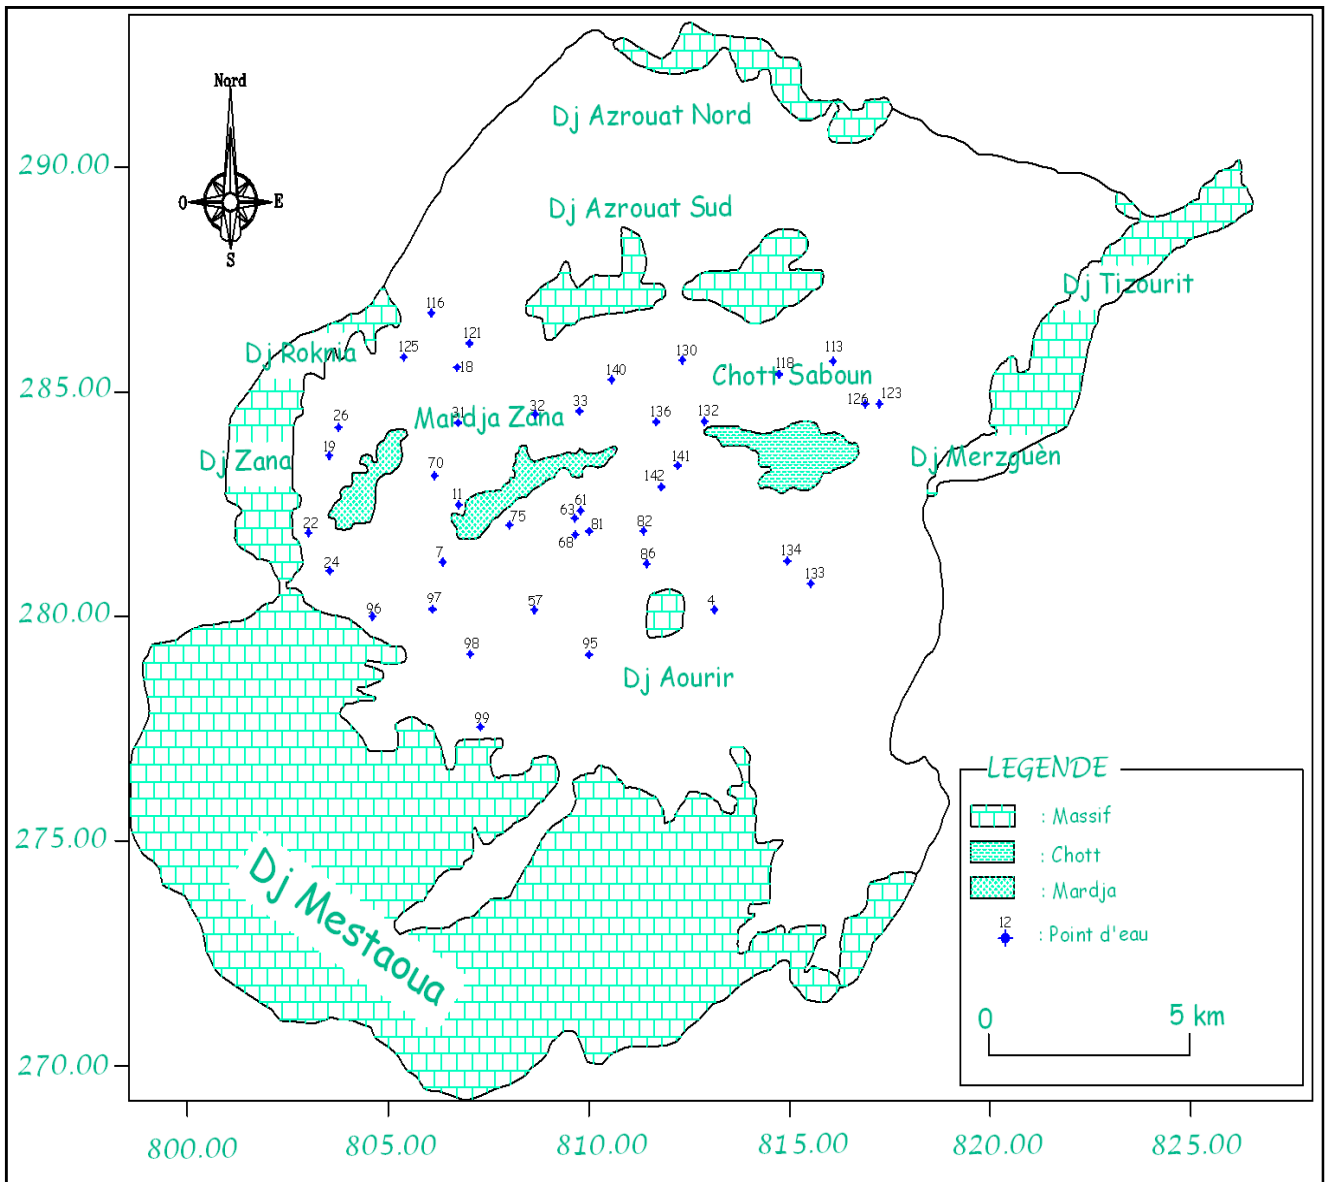 Nord
O
E
S
290.00
285.00
280.00
275.00
270.00
Dj Azrouat Nord
Dj Azrouat Sud
Dj Tizourit
116
121
125
18
Dj Roknia
130
113
118
Chott Saboun
140
126
123
26
31
Mardja Zana
32
33
136
132
19
Dj Zana
70
141
142
Dj Merzguèn
11
75
61
63
68
81
82
22
24
7
86
134
133
96
97
57
4
98
95
Dj Aourir
99
Dj Mestaoua
LEGENDE
: Massif
: Chott
: Mardja
12
: Point d'eau
0
5 km
800.00
805.00
810.00
815.00
820.00
825.00